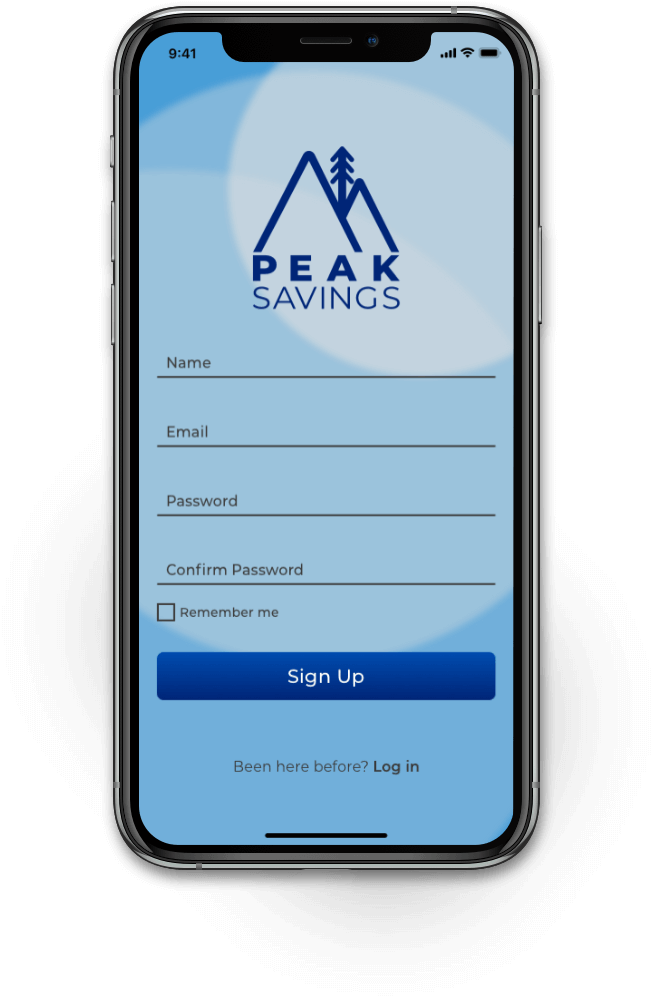 9:41
PEAK
SAVINGS
Name
Email
Password
Confirm Password
Remember me
Sign Up
Been here before? Log in